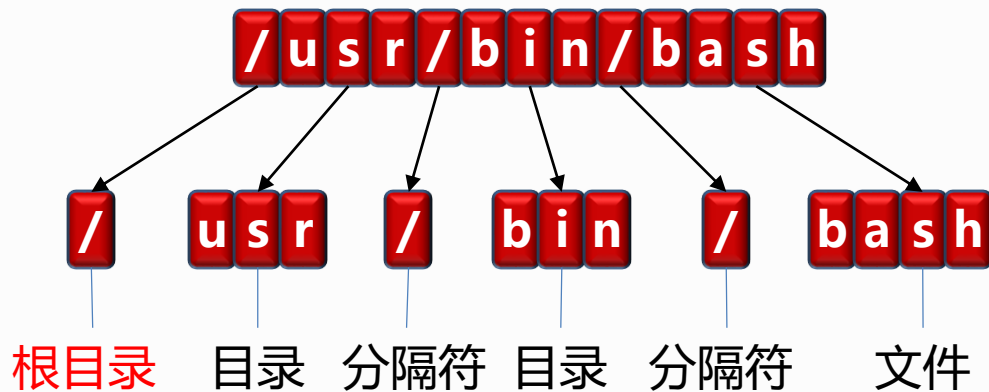 /usr/bin/bash
/ usr / bin / bash
根目录 目录 分隔符 目录 分隔符 文件